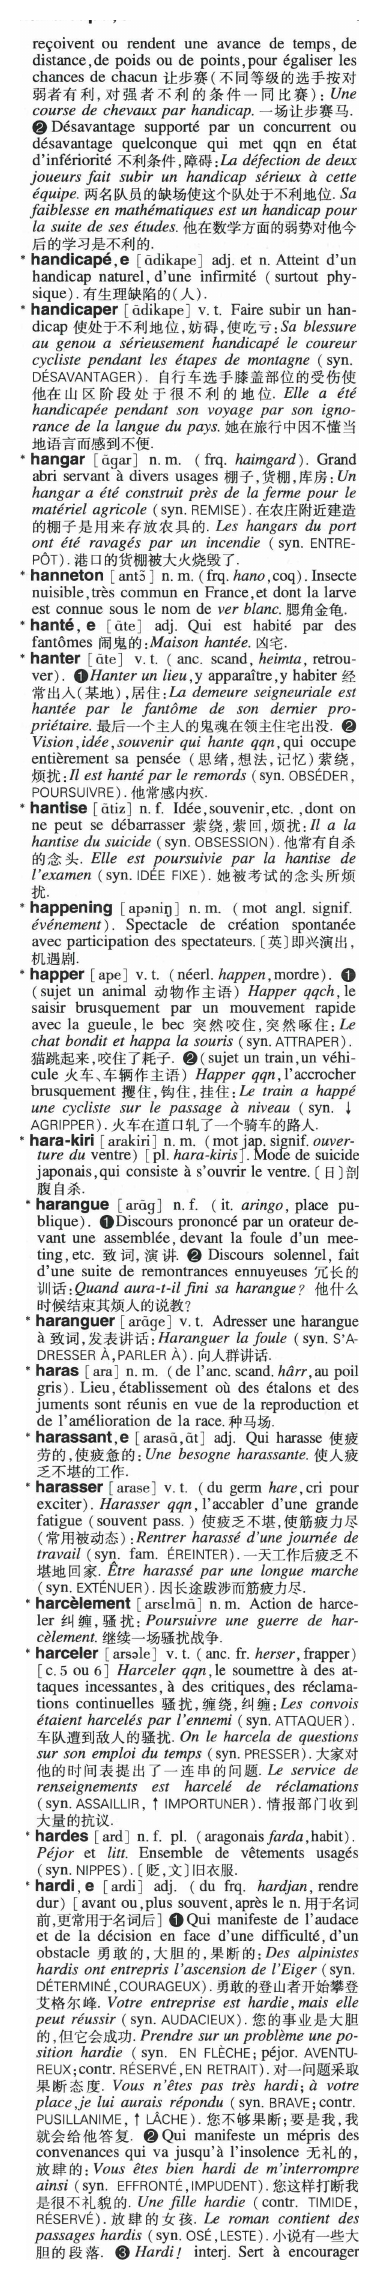 reçoivent ou rendent une avance de temps, de
distance,de poids ou de points,pour égaliser les
chances de chacun 让步赛(不同等级的选手按对
弱者有利, 对强者不利的条件一同比赛): Une
course de chevaux par handicap. 一场让步赛马.
❷ Désavantage supporté par un concurrent ou
désavantage quelconque qui met qqn en état
d'infériorité 不利条件,障碍:La défection de deux
joueurs fait subir un handicap sérieux à cette
équipe. 两名队员的缺场使这个队处于不利地位. Sa
faiblesse en mathématiques est un handicap pour
la suite de ses études. 他在数学方面的弱势对他今
后的学习是不利的.
* handicapé,e [ɑ̃dikape] adj. et n. Atteint d'un
handicap naturel, d'une infirmité ( surtout phy-
sique). 有生理缺陷的(人).
* handicaper [ɑ̃dikape] v. t. Faire subir un han-
dicap 使处于不利地位,妨碍,使吃亏:Sa blessure
au genou a sérieusement handicapé le coureur
cycliste pendant les étapes de montagne ( syn.
DÉSAVANTAGER). 自行车选手膝盖部位的受伤使
他在山区阶段处于很不利的地位. Elle a été
handicapée pendant son voyage par son igno-
rance de la langue du pays. 她在旅行中因不懂当
地语言而感到不便.
* hangar [ɑ̃gar] n. m. ( frq. haimgard). Grand
abri servant à divers usages 棚子,货棚,库房:Un
hangar a été construit près de la ferme pour le
matériel agricole (syn. REMISE). 在农庄附近建造
的棚子是用来存放农具的. Les hangars du port
ont été ravagés par un incendie ( syn. ENTRE-
PÔT). 港口的货棚被大火烧毁了.
* hanneton [antɔ̃] n. m. (frq. hano,coq). Insecte
nuisible,très commun en France,et dont la larve
est connue sous le nom de ver blanc. 腮角金龟.
* hanté, e [ɑ̃te] adj. Qui est habité par des
fantômes 闹鬼的:Maison hantée. 凶宅.
* hanter [ɑ̃te] v. t. ( anc. scand, heimta, retrou-
ver). ❶Hanter un lieu,y apparaître,y habiter 经
常出入(某地),居住:La demeure seigneuriale est
hantée par le fantôme de son dernier pro-
priétaire. 最后一个主人的鬼魂在领主住宅出没. ❷
Vision,idée,souvenir qui hante qqn,qui occupe
entièrement sa pensée (思绪,想法,记忆)萦绕,
烦扰:Il est hanté par le remords (syn. OBSÉDER,
POURSUIVRE). 他常感内疚.
* hantise [ɑ̃tiz] n. f. Idée,souvenir,etc. ,dont on
ne peut se débarrasser 萦绕,萦回,烦扰:Il a la
hantise du suicide (syn. OBSESSION). 他常有自杀
的念头. Elle est poursuivie par la hantise de
l'examen (syn. IDÉE FIXE). 她被考试的念头所烦
扰.
* happening [apəniŋ] n. m. ( mot angl. signif.
événement). Spectacle de création spontanée
avec participation des spectateurs. 〔英〕即兴演出,
机遇剧.
* happer [ape] v. t. (néerl. happen,mordre). ❶
(sujet un animal 动物作主语) Happer qqch, le
saisir brusquement par un mouvement rapide
avec la gueule, le bec 突然咬住,突然啄住: Le
chat bondit et happa la souris (syn. ATTRAPER).
猫跳起来,咬住了耗子. ❷(sujet un train,un véhi-
cule 火车、车辆作主语) Happer qqn,l'accrocher
brusquement 攫住,钩住,挂住:Le train a happé
une cycliste sur le passage à niveau ( syn. ↓
AGRIPPER). 火车在道口轧了一个骑车的路人.
* hara-kiri [arakiri] n. m. (mot jap. signif. ouver-
ture du ventre) [pl. hara-kiris]. Mode de suicide
japonais,qui consiste à s'ouvrir le ventre. 〔日〕剖
腹自杀.
* harangue [arɑ̃g] n. f. ( it. aringo, place pu-
blique). ❶Discours prononcé par un orateur de-
vant une assemblée, devant la foule d'un mee-
ting,etc. 致词,演讲. ❷ Discours solennel, fait
d'une suite de remontrances ennuyeuses 冗长的
训话:Quand aura-t-il fini sa harangue? 他什么
时候结束其烦人的说教?
* haranguer [arɑ̃ge] v. t. Adresser une harangue
à 致词,发表讲话:Haranguer la foule (syn. S'A-
DRESSER À,PARLER À). 向人群讲话.
* haras [ara] n. m. (de l'anc. scand. hârr,au poil
gris). Lieu,établissement où des étalons et des
juments sont réunis en vue de la reproduction et
de l'amélioration de la race. 种马场.
* harassant,e [arasɑ̃,ɑ̃t] adj. Qui harasse 使疲
劳的,使疲惫的:Une besogne harassante. 使人疲
乏不堪的工作.
* harasser [arase] v. t. (du germ hare,cri pour
exciter). Harasser qqn,l'accabler d'une grande
fatigue (souvent pass. ) 使疲乏不堪,使筋疲力尽
(常用被动态):Rentrer harassé d'une journée de
travail (syn. fam. ÉREINTER). 一天工作后疲乏不
堪地回家. Être harassé par une longue marche
(syn. EXTÉNUER). 因长途跋涉而筋疲力尽.
* harcèlement [arsɛlmɑ̃] n. m. Action de harce-
ler 纠缠,骚扰: Poursuivre une guerre de har-
cèlement. 继续一场骚扰战争.
* harceler [arsəle] v. t. (anc. fr. herser,frapper)
[c. 5 ou 6] Harceler qqn,le soumettre à des at-
taques incessantes,à des critiques,des réclama-
tions continuelles 骚扰,缠绕,纠缠:Les convois
étaient harcelés par l'ennemi (syn. ATTAQUER).
车队遭到敌人的骚扰. On le harcela de questions
sur son emploi du temps (syn. PRESSER). 大家对
他的时间表提出了一连串的问题. Le service de
renseignements est harcelé de réclamations
(syn. ASSAILLIR, ↑ IMPORTUNER). 情报部门收到
大量的抗议.
* hardes [ard] n. f. pl. (aragonais farda,habit).
Péjor et litt. Ensemble de vêtements usagés
(syn. NIPPES).〔贬,文〕旧衣服.
* hardi, e [ardi] adj. ( du frq. hardjan, rendre
dur) [avant ou,plus souvent,après le n. 用于名词
前,更常用于名词后] ❶Qui manifeste de l'audace
et de la décision en face d'une difficulté,d'un
obstacle 勇敢的,大胆的,果断的:Des alpinistes
hardis ont entrepris l'ascension de l'Eiger (syn.
DÉTERMINÉ,COURAGEUX). 勇敢的登山者开始攀登
艾格尔峰. Votre entreprise est hardie,mais elle
peut réussir (syn. AUDACIEUX). 您的事业是大胆
的,但它会成功. Prendre sur un problème une po-
sition hardie ( syn. EN FLÈCHE; péjor. AVENTU-
REUX;contr. RÉSERVÉ,EN RETRAIT). 对一问题采取
果断态度. Vous n'êtes pas très hardi; à votre
place,je lui aurais répondu (syn. BRAVE; contr.
PUSILLANIME, ↑ LÂCHE). 您不够果断;要是我,我
就会给他答复. ❷Qui manifeste un mépris des
convenances qui va jusqu'à l'insolence 无礼的,
放肆的:Vous êtes bien hardi de m'interrompre
ainsi (syn. EFFRONTÉ,IMPUDENT). 您这样打断我
是很不礼貌的. Une fille hardie (contr. TIMIDE,
RÉSERVÉ). 放肆的女孩. Le roman contient des
passages hardis (syn. OSÉ,LESTE). 小说有一些大
胆的段落. ❸ Hardi! interj. Sert à encourager